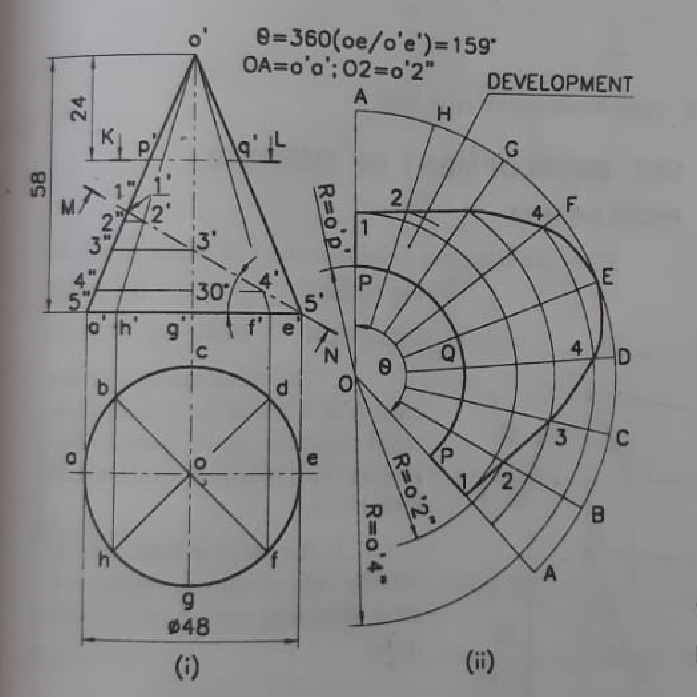 θ=360(oe/o'e')=159°
OA=o'a'; O2=o'2"
DEVELOPMENT
o'
24
58
K
L
p'
q'
M
1" 1'
2" 2'
3" 3'
4" 4'
5" 5'
30°
a' h' g' f' e'
N
c
b d
a o e
h f
g
ø48
(i)
A
H
G
F
E
D
C
B
A
R=o'p'
1
2
4
P
Q
θ
O
P
4
3
2
1
R=o'2"
R=o'4"
(ii)